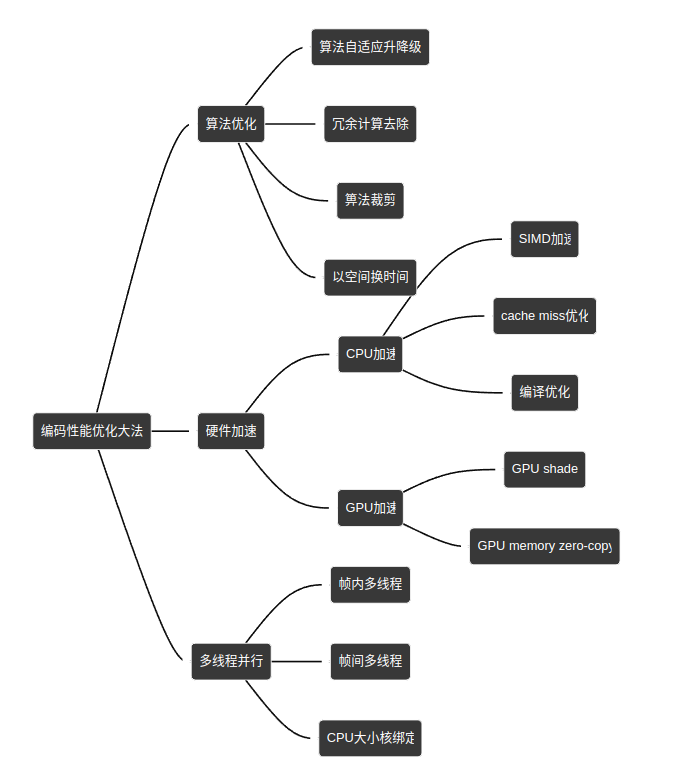 算法自适应升降级
算法优化
冗余计算去除
算法裁剪
SIMD加速
以空间换时间
cache miss优化
CPU加速
编译优化
编码性能优化大法
硬件加速
GPU shade
GPU加速
GPU memory zero-copy
帧内多线程
多线程并行
帧间多线程
CPU大小核绑定